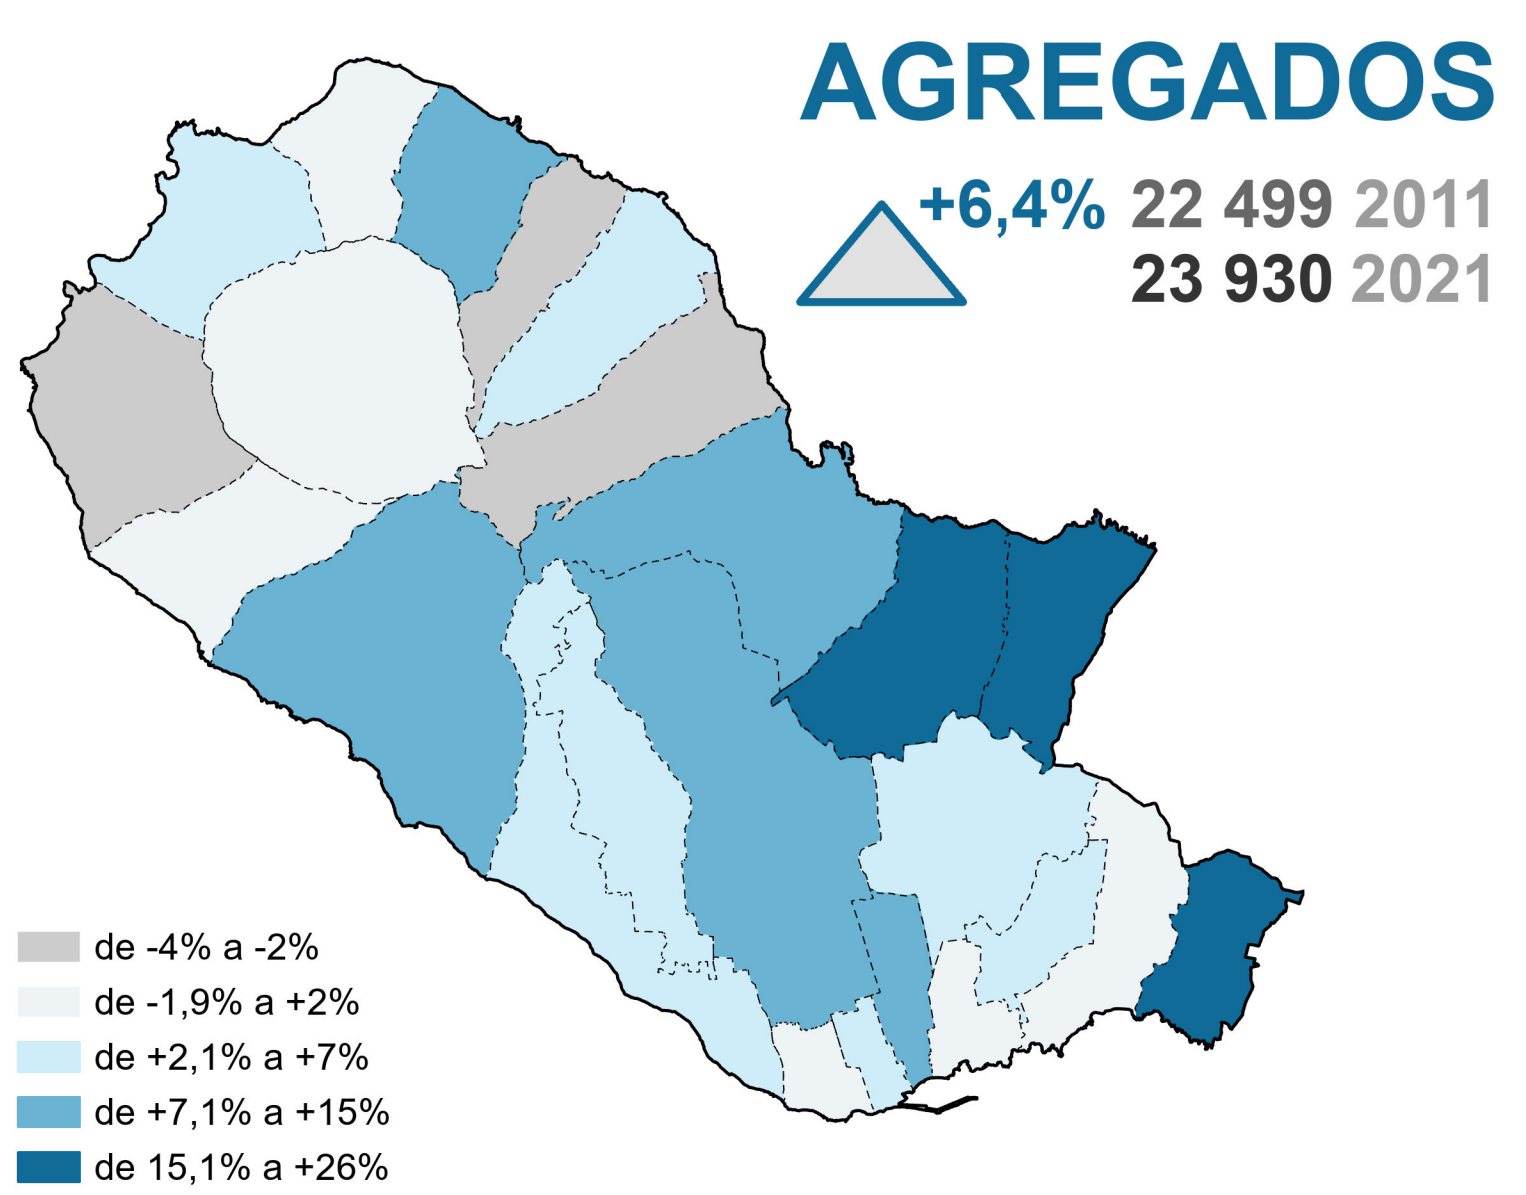 AGREGADOS
+6,4% 22 499 2011
23 930 2021
de -4% a -2%
de -1,9% a +2%
de +2,1% a +7%
de +7,1% a +15%
de 15,1% a +26%